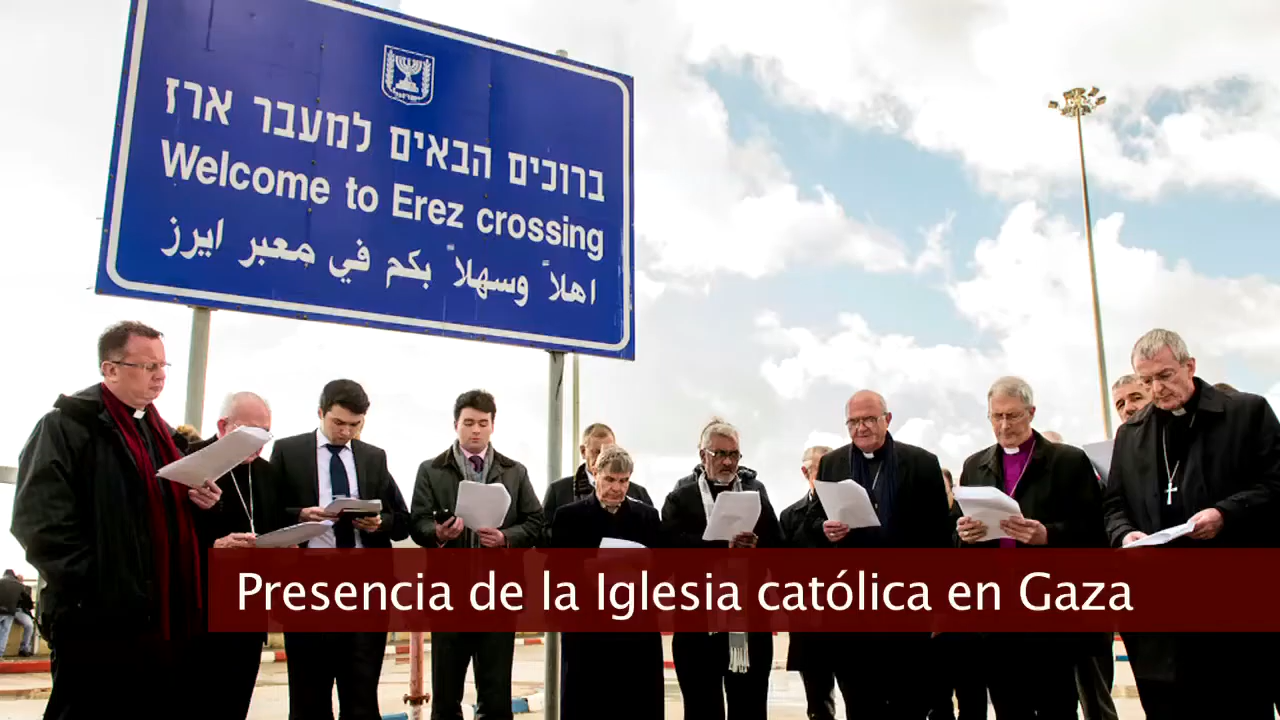 ברוכים הבאים למעבר ארז
Welcome to Erez crossing
اهلاً وسهلاً بكم في معبر ايرز
Presencia de la Iglesia católica en Gaza